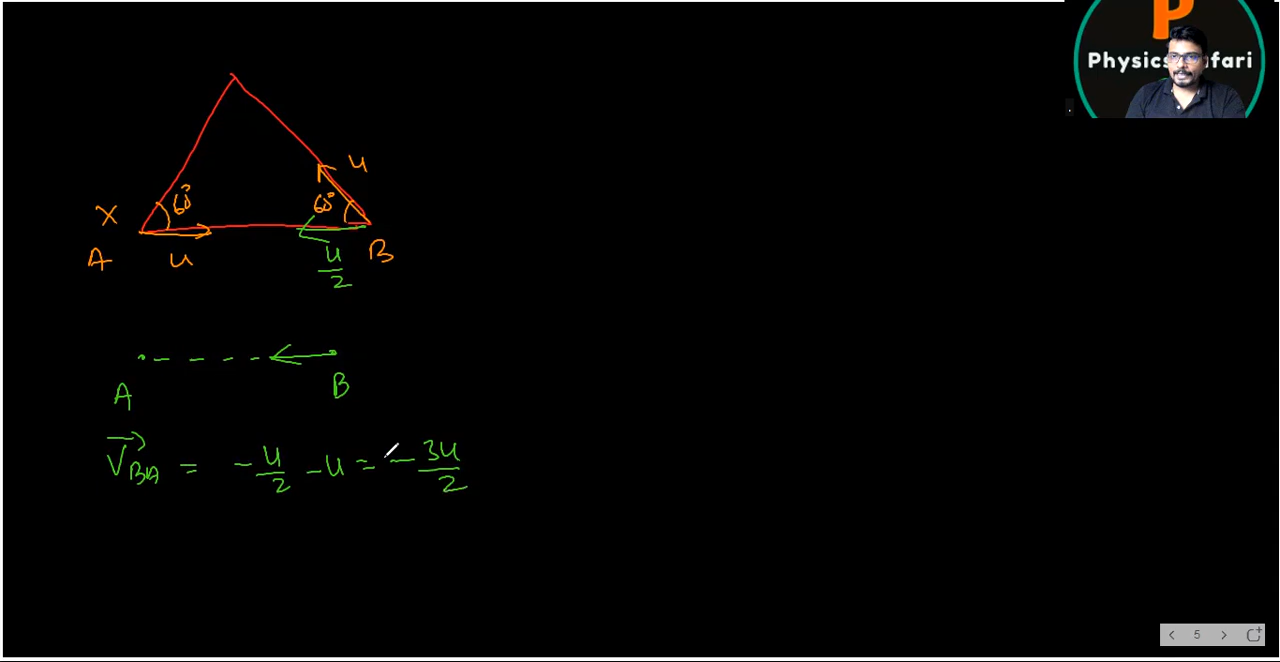 P
Physics fari
u
60°
60°
X
A
u
u/2
B
A
B
V⃗BA = -u/2 - u = -3u/2
5